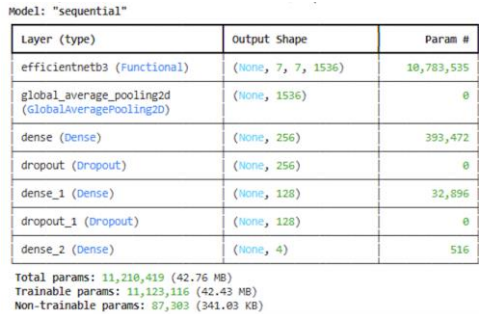 Model: "sequential"
Layer (type) Output Shape Param #
efficientnetb3 (Functional) (None, 7, 7, 1536) 10,783,535
global_average_pooling2d (None, 1536) 0
(GlobalAveragePooling2D)
dense (Dense) (None, 256) 393,472
dropout (Dropout) (None, 256) 0
dense_1 (Dense) (None, 128) 32,896
dropout_1 (Dropout) (None, 128) 0
dense_2 (Dense) (None, 4) 516
Total params: 11,210,419 (42.76 MB)
Trainable params: 11,123,116 (42.43 MB)
Non-trainable params: 87,303 (341.03 KB)